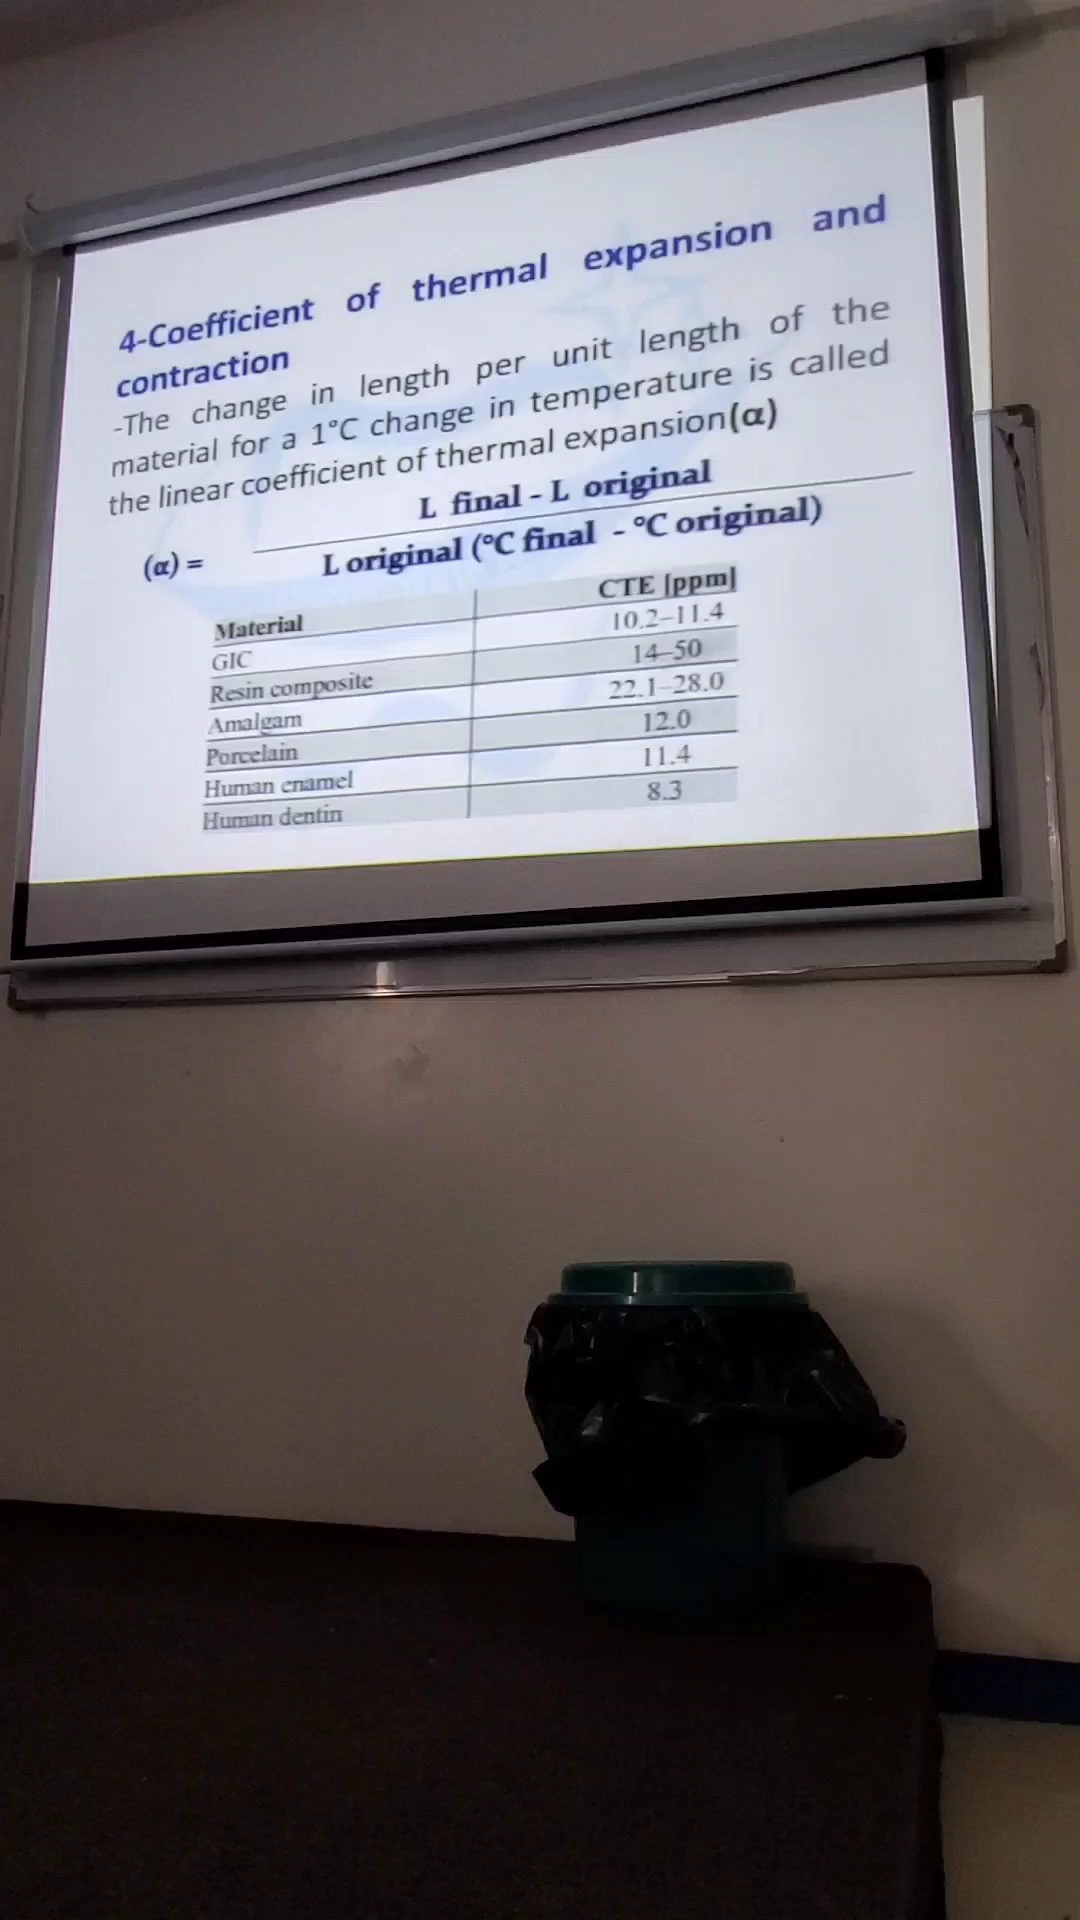 4-Coefficient of thermal expansion and
contraction
-The change in length per unit length of the
material for a 1°C change in temperature is called
the linear coefficient of thermal expansion(α)
L final - L original
(α) =
L original (°C final - °C original)
Material CTE [ppm]
GIC 10.2–11.4
Resin composite 14–50
Amalgam 22.1–28.0
Porcelain 12.0
Human enamel 11.4
Human dentin 8.3